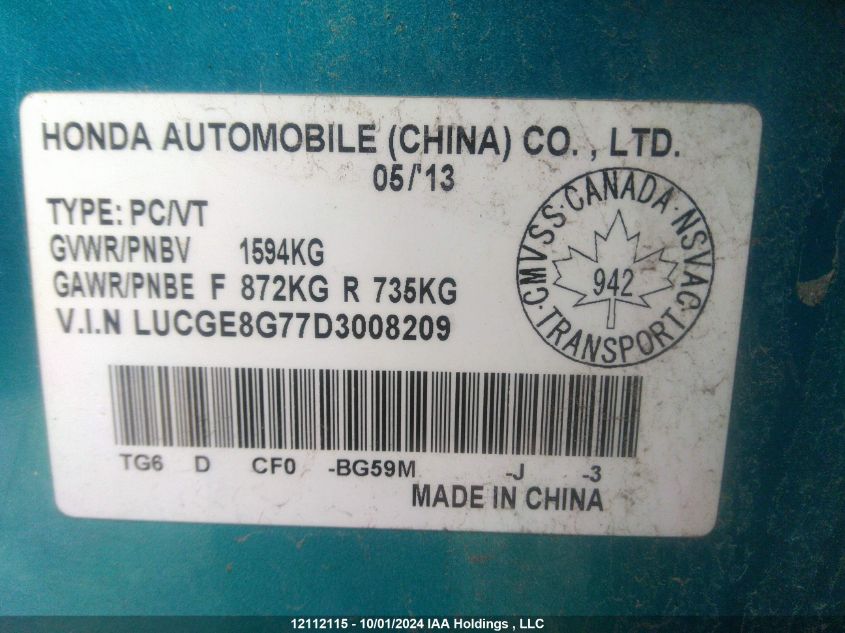 HONDA AUTOMOBILE (CHINA) CO. , LTD.
05/'13
TYPE: PC/VT
GVWR/PNBV 1594KG
GAWR/PNBE F 872KG R 735KG
V.I.N LUCGE8G77D3008209
CMVSS·CANADA·NSVAC·TRANSPORT·
942
TG6 D CF0 -BG59M -J -3
MADE IN CHINA
12112115 - 10/01/2024 IAA Holdings , LLC